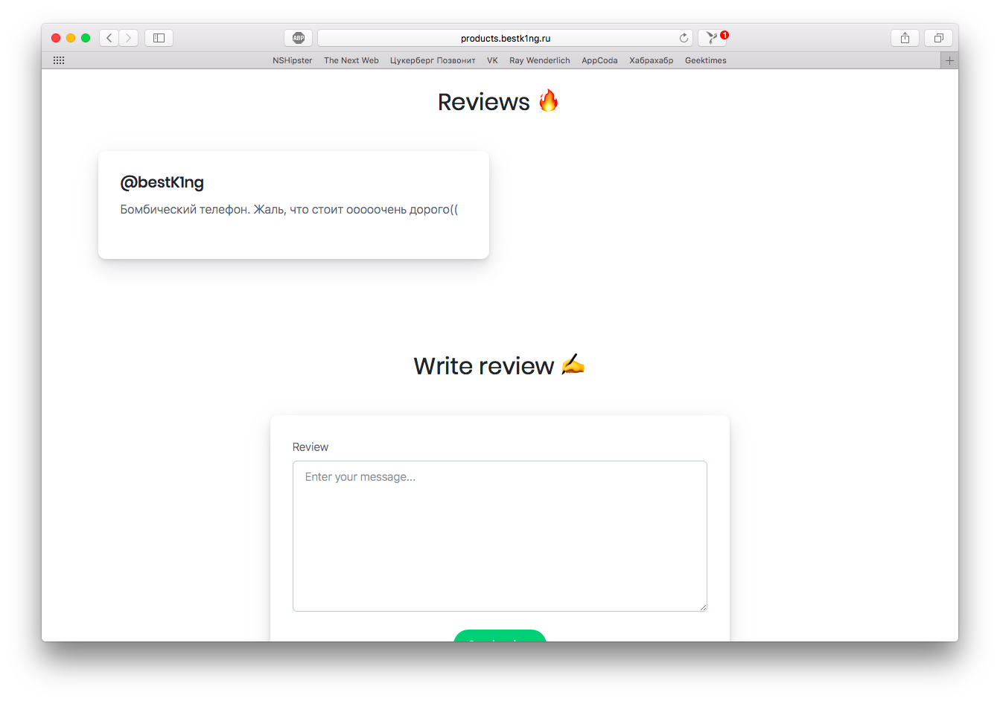 ABP
products.bestk1ng.ru
1
NSHipster The Next Web Цукерберг Позвонит VK Ray Wenderlich AppCoda Хабрахабр Geektimes
Reviews 🔥
@bestK1ng
Бомбический телефон. Жаль, что стоит ооооочень дорого((
Write review ✍️
Review
Enter your message...